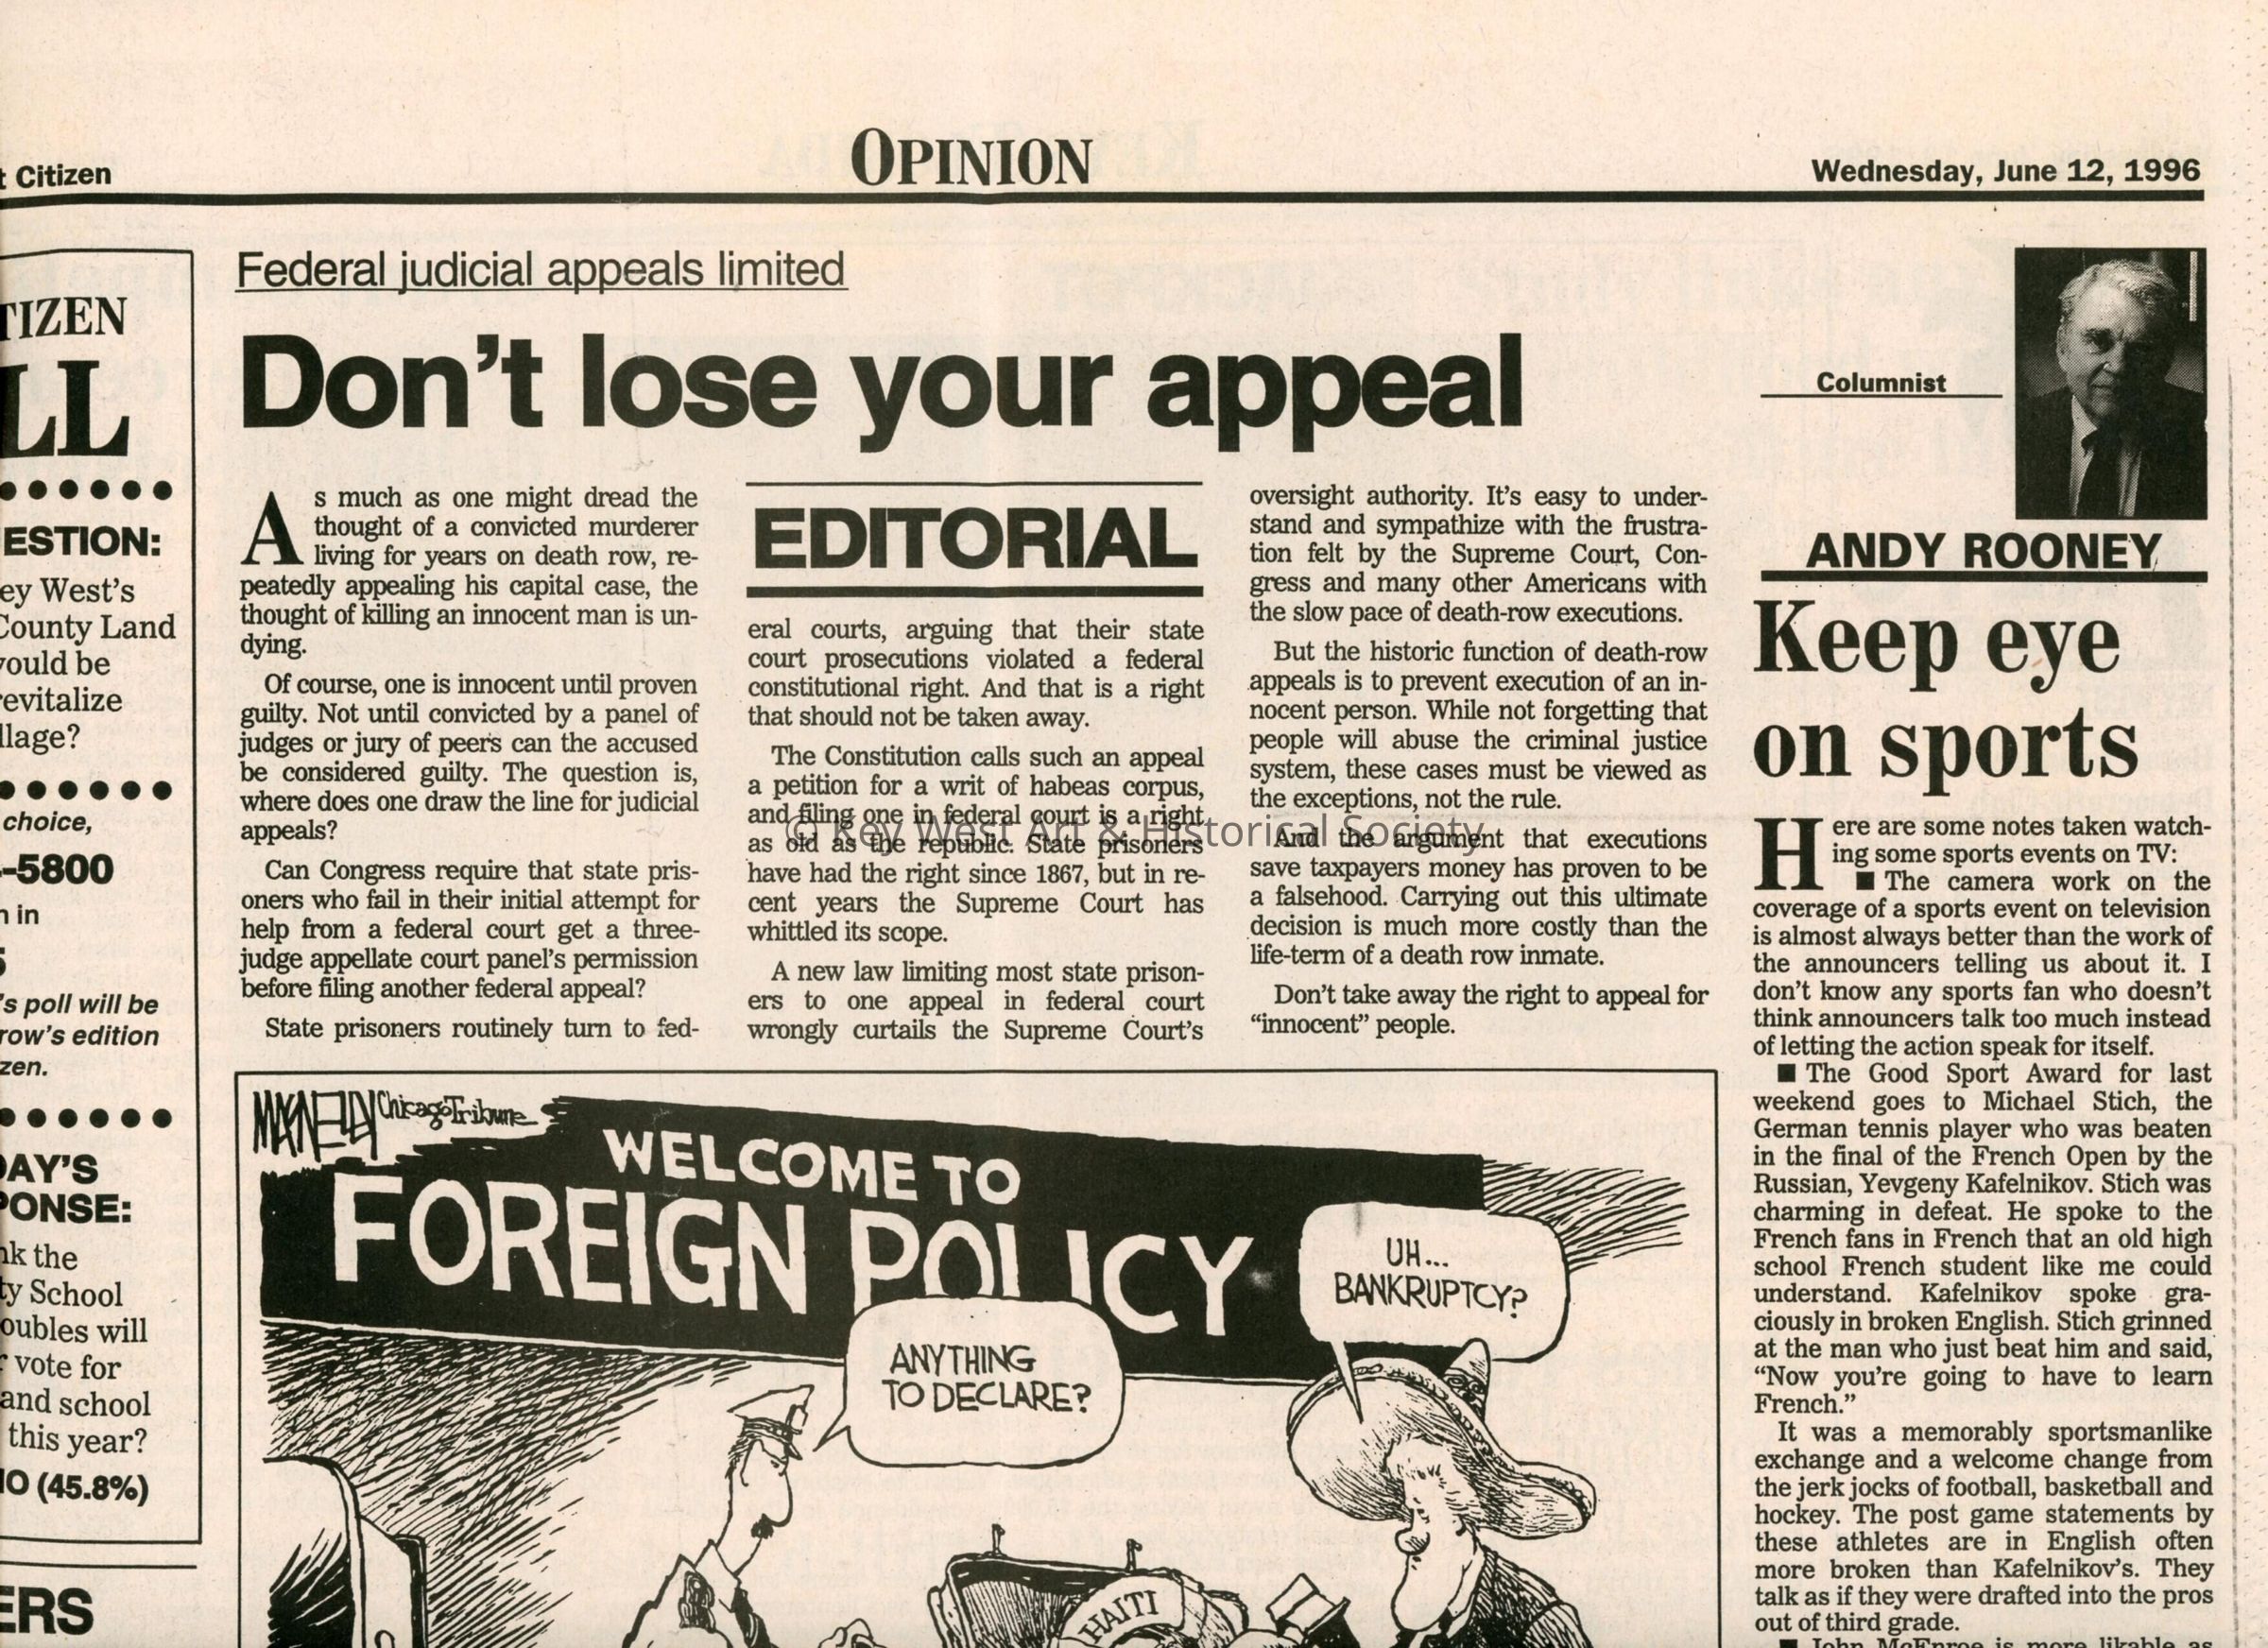 t Citizen
OPINION
Wednesday, June 12, 1996
TIZEN
LL
ESTION:
ey West's
County Land
ould be
revitalize
llage?
choice,
-5800
n in
5
's poll will be
row's edition
zen.
DAY'S
PONSE:
nk the
ty School
oubles will
vote for
and school
this year?
NO (45.8%)
ERS
Federal judicial appeals limited
Don't lose your appeal
As much as one might dread the
thought of a convicted murderer
living for years on death row, re-
peatedly appealing his capital case, the
thought of killing an innocent man is un-
dying.
Of course, one is innocent until proven
guilty. Not until convicted by a panel of
judges or jury of peers can the accused
be considered guilty. The question is,
where does one draw the line for judicial
appeals?
Can Congress require that state pris-
oners who fail in their initial attempt for
help from a federal court get a three-
judge appellate court panel's permission
before filing another federal appeal?
State prisoners routinely turn to fed-
EDITORIAL
eral courts, arguing that their state
court prosecutions violated a federal
constitutional right. And that is a right
that should not be taken away.
The Constitution calls such an appeal
a petition for a writ of habeas corpus,
and filing one in federal court is a right
as old as the republic. State prisoners
have had the right since 1867, but in re-
cent years the Supreme Court has
whittled its scope.
A new law limiting most state prison-
ers to one appeal in federal court
wrongly curtails the Supreme Court's
oversight authority. It's easy to under-
stand and sympathize with the frustra-
tion felt by the Supreme Court, Con-
gress and many other Americans with
the slow pace of death-row executions.
But the historic function of death-row
appeals is to prevent execution of an in-
nocent person. While not forgetting that
people will abuse the criminal justice
system, these cases must be viewed as
the exceptions, not the rule.
And the argument that executions
save taxpayers money has proven to be
a falsehood. Carrying out this ultimate
decision is much more costly than the
life-term of a death row inmate.
Don't take away the right to appeal for
"innocent" people.
© Key West Art & Historical Society
MacNelly Chicago Tribune
WELCOME TO
FOREIGN POLICY
UH...
BANKRUPTCY?
ANYTHING
TO DECLARE?
HAITI
Columnist
ANDY ROONEY
Keep eye
on sports
Here are some notes taken watch-
ing some sports events on TV:
■ The camera work on the
coverage of a sports event on television
is almost always better than the work of
the announcers telling us about it. I
don't know any sports fan who doesn't
think announcers talk too much instead
of letting the action speak for itself.
■ The Good Sport Award for last
weekend goes to Michael Stich, the
German tennis player who was beaten
in the final of the French Open by the
Russian, Yevgeny Kafelnikov. Stich was
charming in defeat. He spoke to the
French fans in French that an old high
school French student like me could
understand. Kafelnikov spoke gra-
ciously in broken English. Stich grinned
at the man who just beat him and said,
"Now you're going to have to learn
French."
It was a memorably sportsmanlike
exchange and a welcome change from
the jerk jocks of football, basketball and
hockey. The post game statements by
these athletes are in English often
more broken than Kafelnikov's. They
talk as if they were drafted into the pros
out of third grade.
■ John McEnroe is more likable as